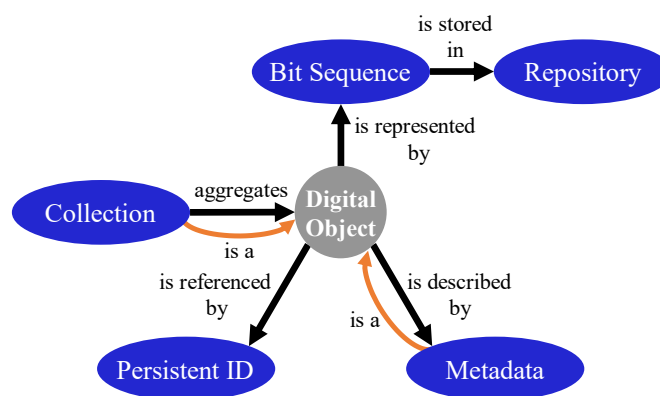 is stored
in
Bit Sequence
Repository
is represented
by
aggregates
Collection
Digital
Object
is a
is referenced
by
is described
by
is a
Persistent ID
Metadata